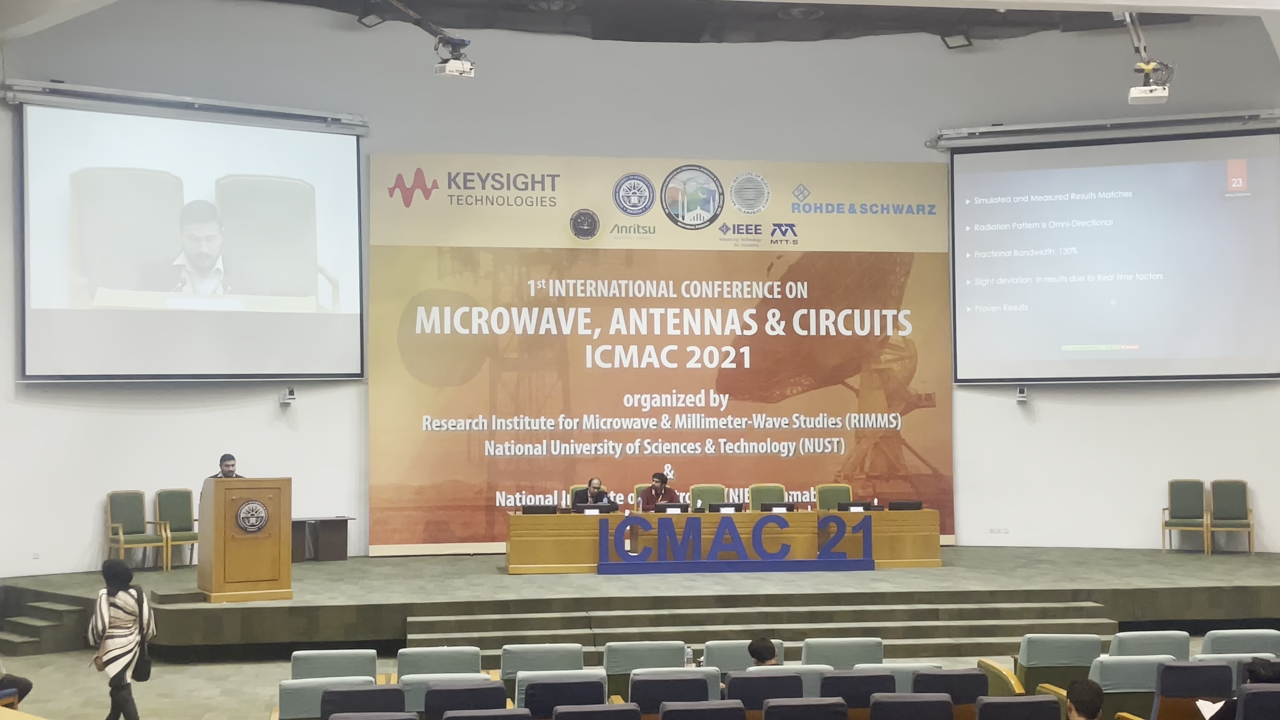 KEYSIGHT
TECHNOLOGIES
Anritsu
IEEE
MTT-S
ROHDE & SCHWARZ
1st INTERNATIONAL CONFERENCE ON
MICROWAVE, ANTENNAS & CIRCUITS
ICMAC 2021
organized by
Research Institute for Microwave & Millimeter-Wave Studies (RIMMS)
National University of Sciences & Technology (NUST)
&
National
ICMAC 21
23
Simulated and Measured Results Matches
Radiation Pattern is Omni-Directional
Fractional Bandwidth
Slight deviation in results due to Real time factors
Proven Results